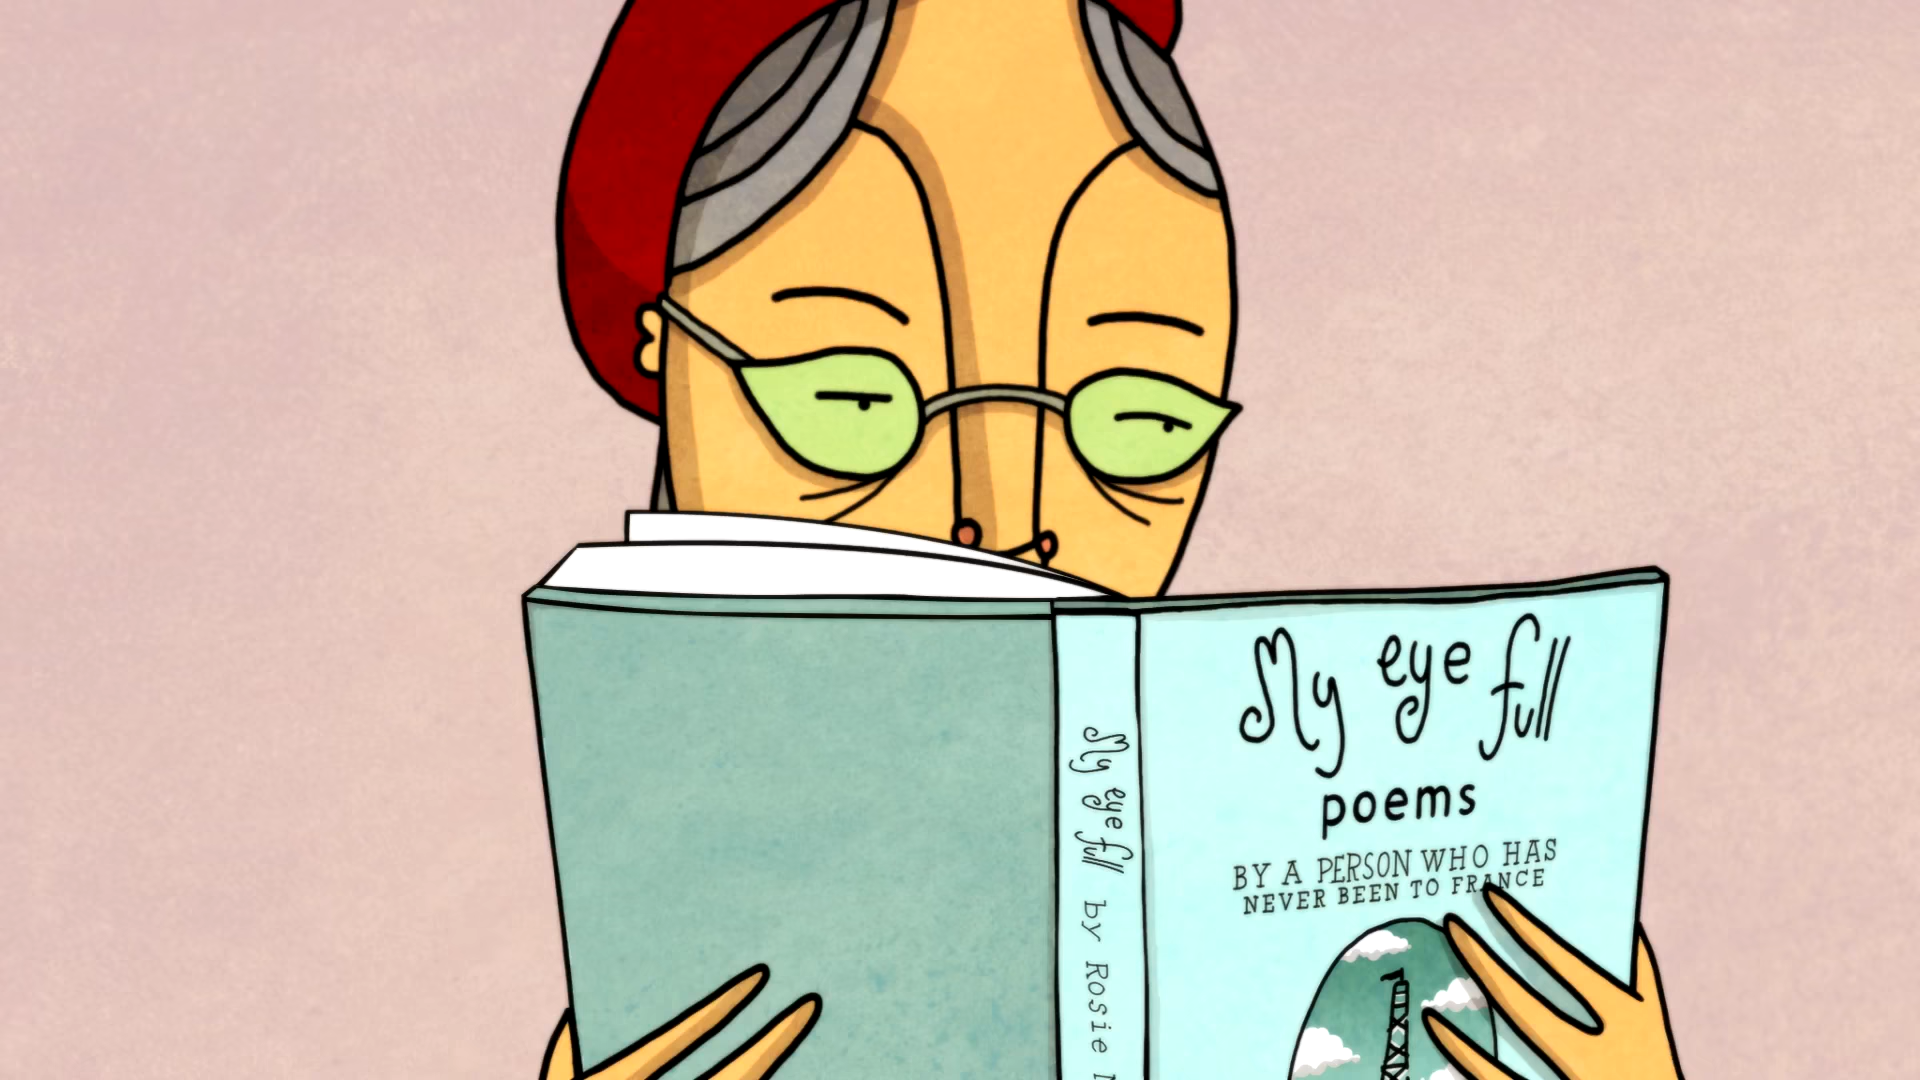 My eye full
poems
BY A PERSON WHO HAS
NEVER BEEN TO FRANCE
My eye full by Rosie